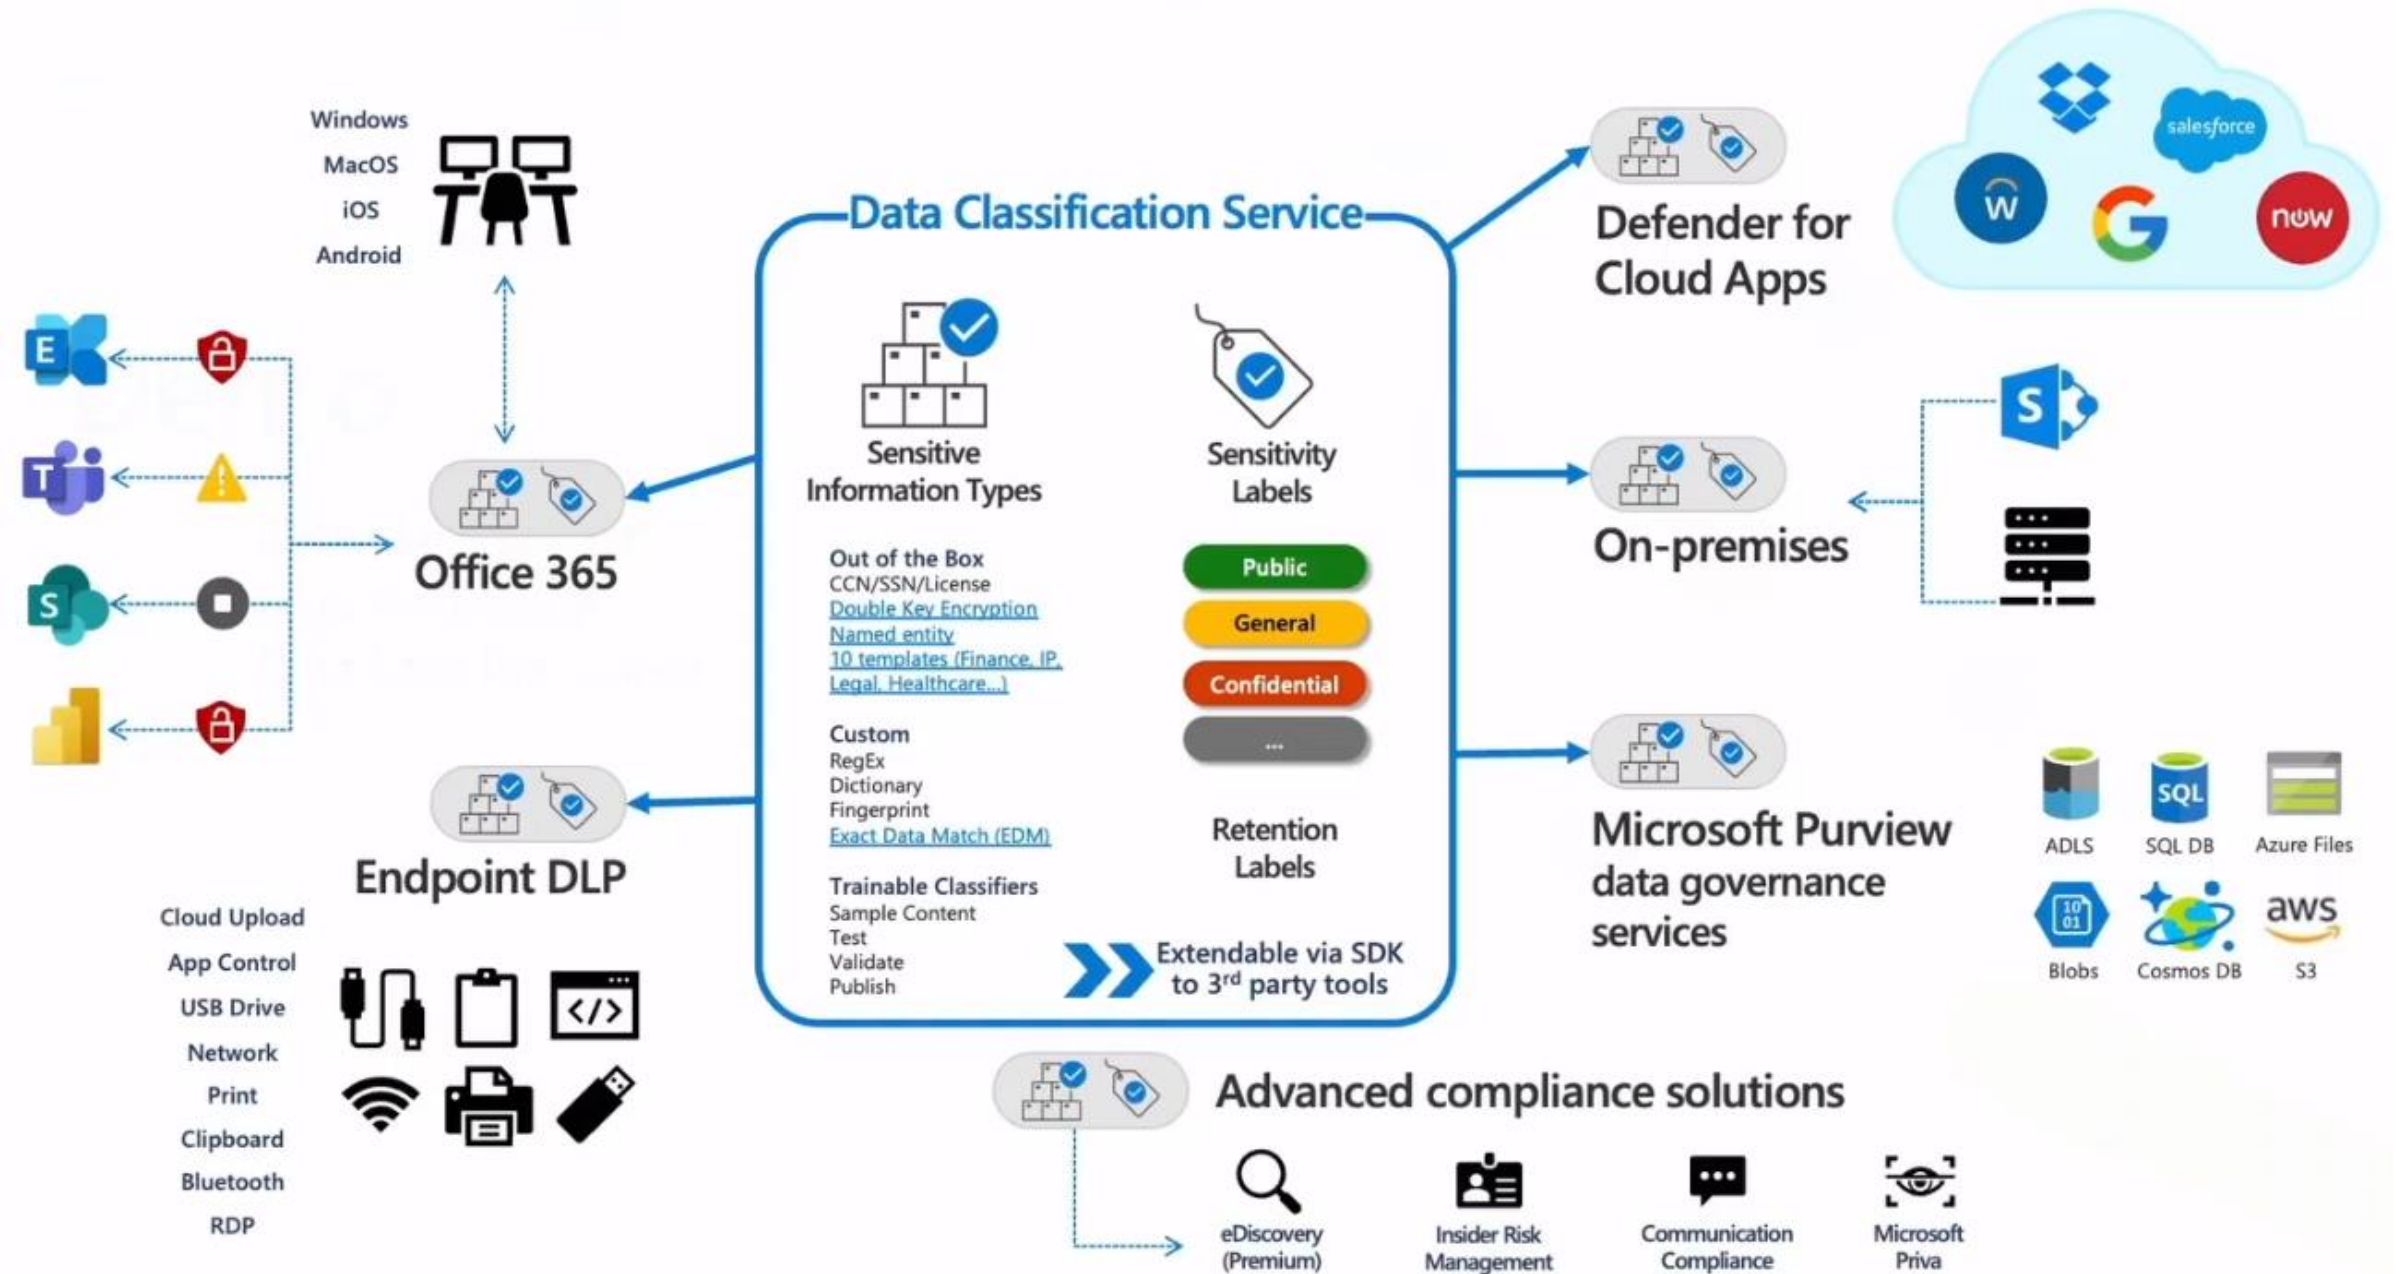 Windows
MacOS
iOS
Android
E
T
S
Office 365
Endpoint DLP
Cloud Upload
App Control
USB Drive
Network
Print
Clipboard
Bluetooth
RDP
</>
Data Classification Service
Sensitive
Information Types
Out of the Box
CCN/SSN/License
Double Key Encryption
Named entity
10 templates (Finance, IP,
Legal, Healthcare...)
Custom
RegEx
Dictionary
Fingerprint
Exact Data Match (EDM)
Trainable Classifiers
Sample Content
Test
Validate
Publish
Sensitivity
Labels
Public
General
Confidential
...
Retention
Labels
Extendable via SDK
to 3rd party tools
Defender for
Cloud Apps
salesforce
W
G
now
On-premises
S
Microsoft Purview
data governance
services
ADLS
SQL
SQL DB
Azure Files
10
01
Blobs
Cosmos DB
aws
S3
Advanced compliance solutions
eDiscovery
(Premium)
Insider Risk
Management
Communication
Compliance
Microsoft
Priva